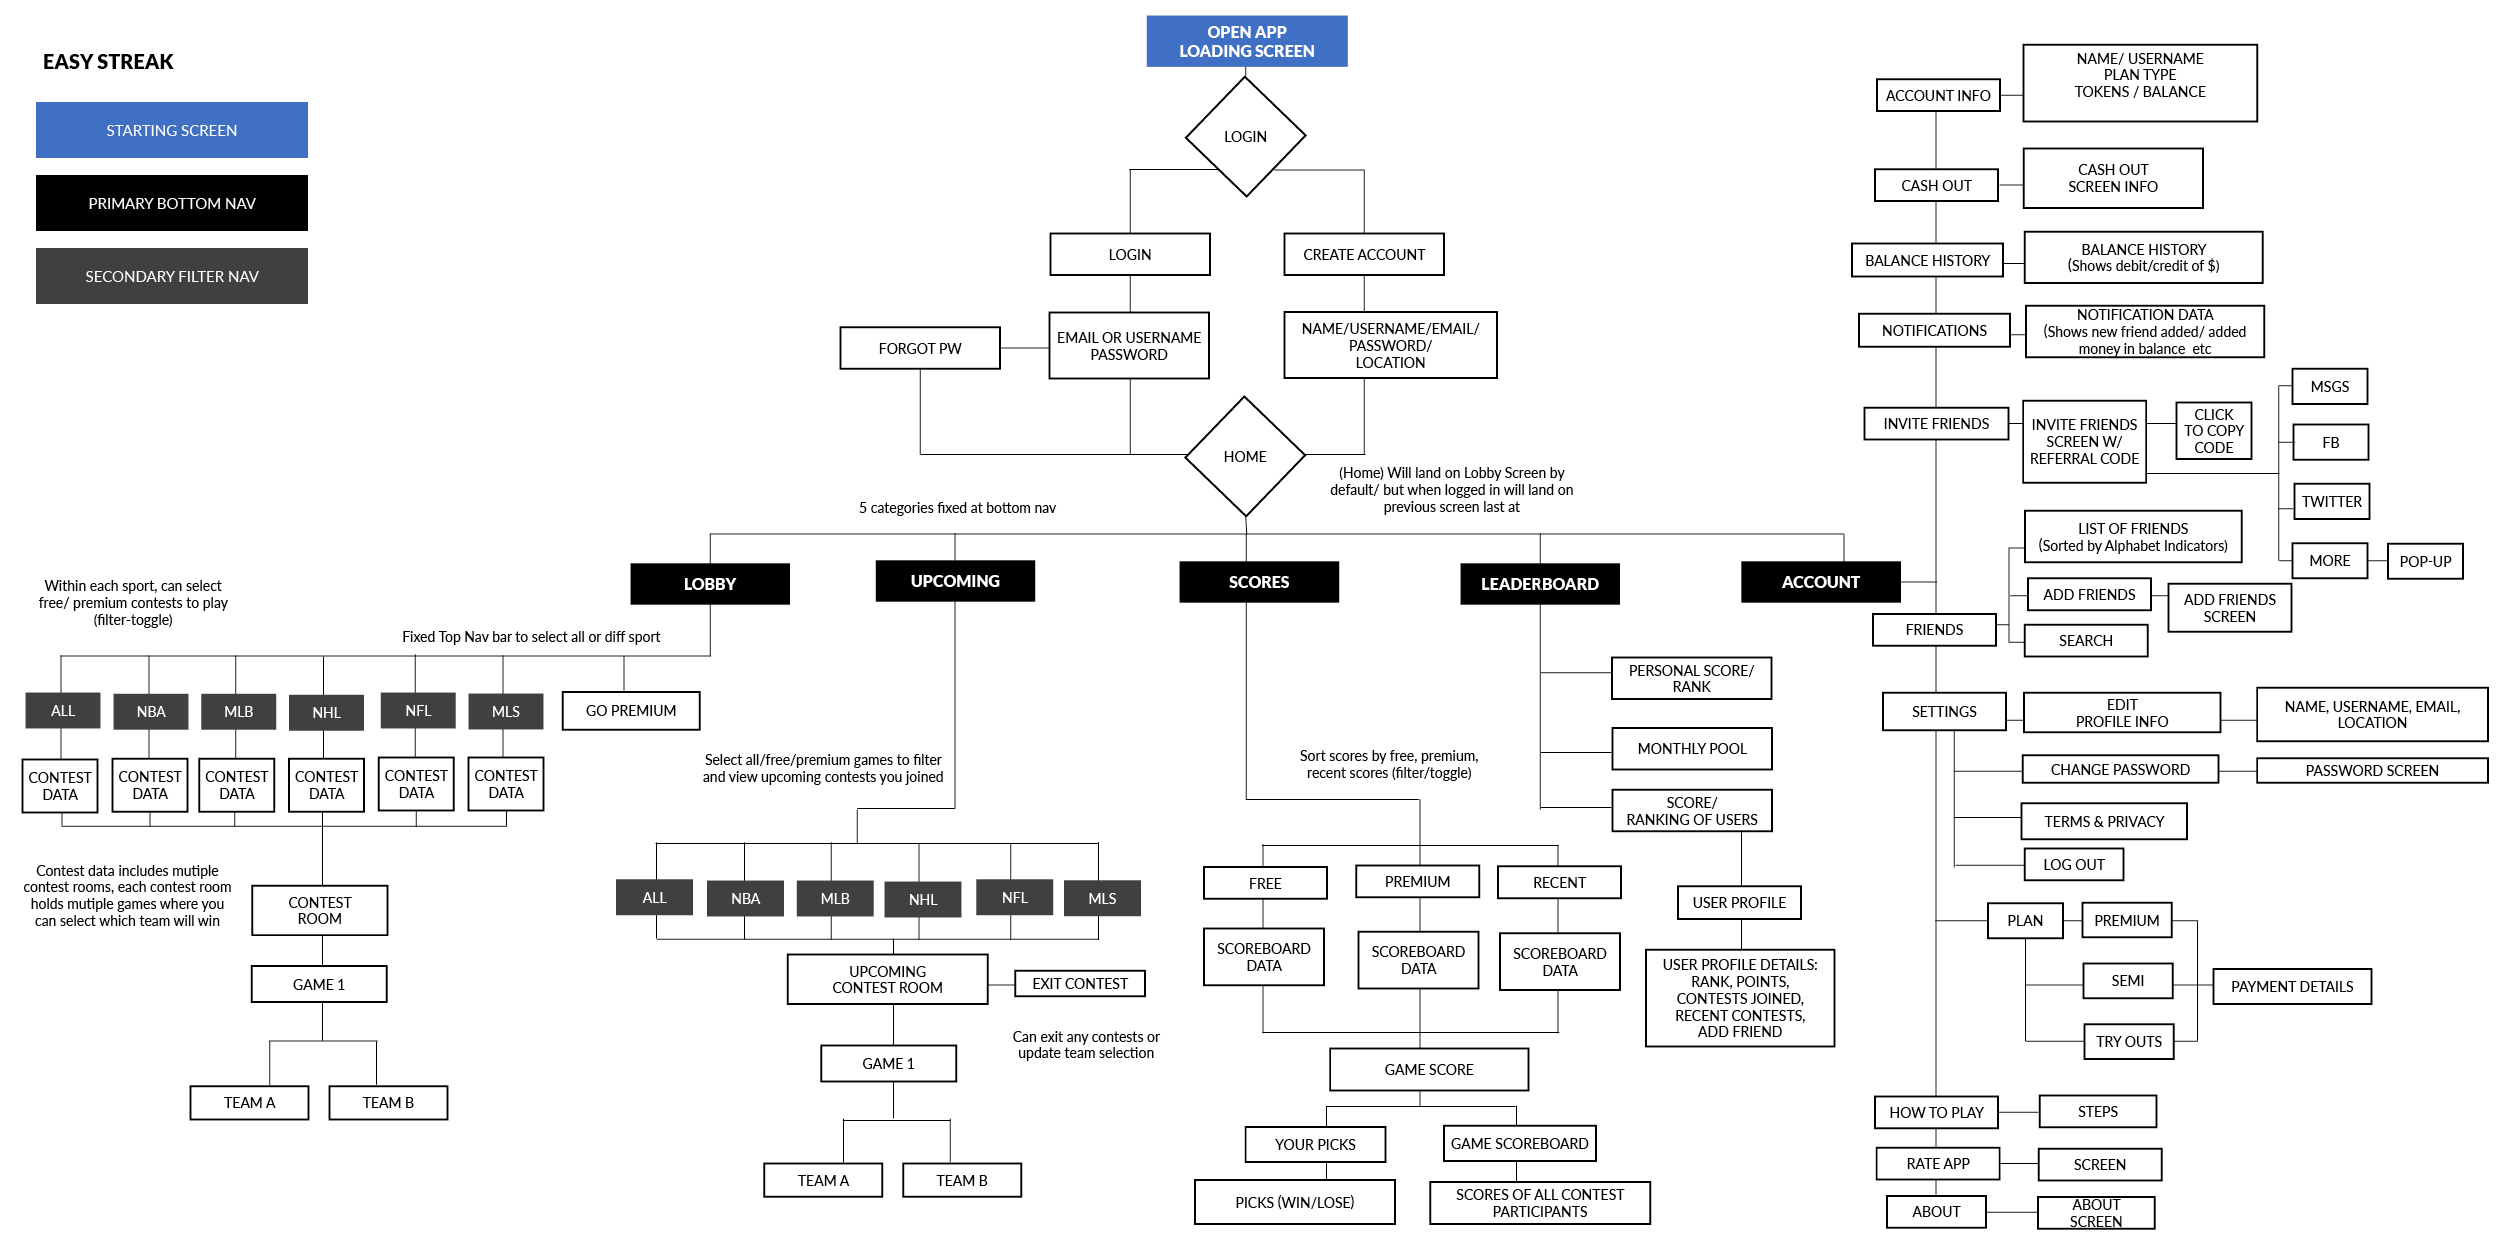 EASY STREAK
STARTING SCREEN
PRIMARY BOTTOM NAV
SECONDARY FILTER NAV
OPEN APP
LOADING SCREEN
LOGIN
LOGIN
CREATE ACCOUNT
FORGOT PW
EMAIL OR USERNAME
PASSWORD
NAME/USERNAME/EMAIL/
PASSWORD/
LOCATION
HOME
(Home) Will land on Lobby Screen by
default/ but when logged in will land on
previous screen last at
5 categories fixed at bottom nav
LOBBY
UPCOMING
SCORES
LEADERBOARD
ACCOUNT
Within each sport, can select
free/ premium contests to play
(filter-toggle)
Fixed Top Nav bar to select all or diff sport
ALL
NBA
MLB
NHL
NFL
MLS
GO PREMIUM
CONTEST
DATA
CONTEST
DATA
CONTEST
DATA
CONTEST
DATA
CONTEST
DATA
CONTEST
DATA
Contest data includes mutiple
contest rooms, each contest room
holds mutiple games where you
can select which team will win
CONTEST
ROOM
GAME 1
TEAM A
TEAM B
Select all/free/premium games to filter
and view upcoming contests you joined
ALL
NBA
MLB
NHL
NFL
MLS
UPCOMING
CONTEST ROOM
EXIT CONTEST
Can exit any contests or
update team selection
GAME 1
TEAM A
TEAM B
Sort scores by free, premium,
recent scores (filter/toggle)
FREE
PREMIUM
RECENT
SCOREBOARD
DATA
SCOREBOARD
DATA
SCOREBOARD
DATA
GAME SCORE
YOUR PICKS
GAME SCOREBOARD
PICKS (WIN/LOSE)
SCORES OF ALL CONTEST
PARTICIPANTS
PERSONAL SCORE/
RANK
MONTHLY POOL
SCORE/
RANKING OF USERS
USER PROFILE
USER PROFILE DETAILS:
RANK, POINTS,
CONTESTS JOINED,
RECENT CONTESTS,
ADD FRIEND
ACCOUNT INFO
NAME/ USERNAME
PLAN TYPE
TOKENS / BALANCE
CASH OUT
CASH OUT
SCREEN INFO
BALANCE HISTORY
BALANCE HISTORY
(Shows debit/credit of $)
NOTIFICATIONS
NOTIFICATION DATA
(Shows new friend added/ added
money in balance  etc
INVITE FRIENDS
INVITE FRIENDS
SCREEN W/
REFERRAL CODE
CLICK
TO COPY
CODE
MSGS
FB
TWITTER
MORE
POP-UP
FRIENDS
LIST OF FRIENDS
(Sorted by Alphabet Indicators)
ADD FRIENDS
ADD FRIENDS
SCREEN
SEARCH
SETTINGS
EDIT
PROFILE INFO
NAME, USERNAME, EMAIL,
LOCATION
CHANGE PASSWORD
PASSWORD SCREEN
TERMS & PRIVACY
LOG OUT
PLAN
PREMIUM
SEMI
TRY OUTS
PAYMENT DETAILS
HOW TO PLAY
STEPS
RATE APP
SCREEN
ABOUT
ABOUT
SCREEN